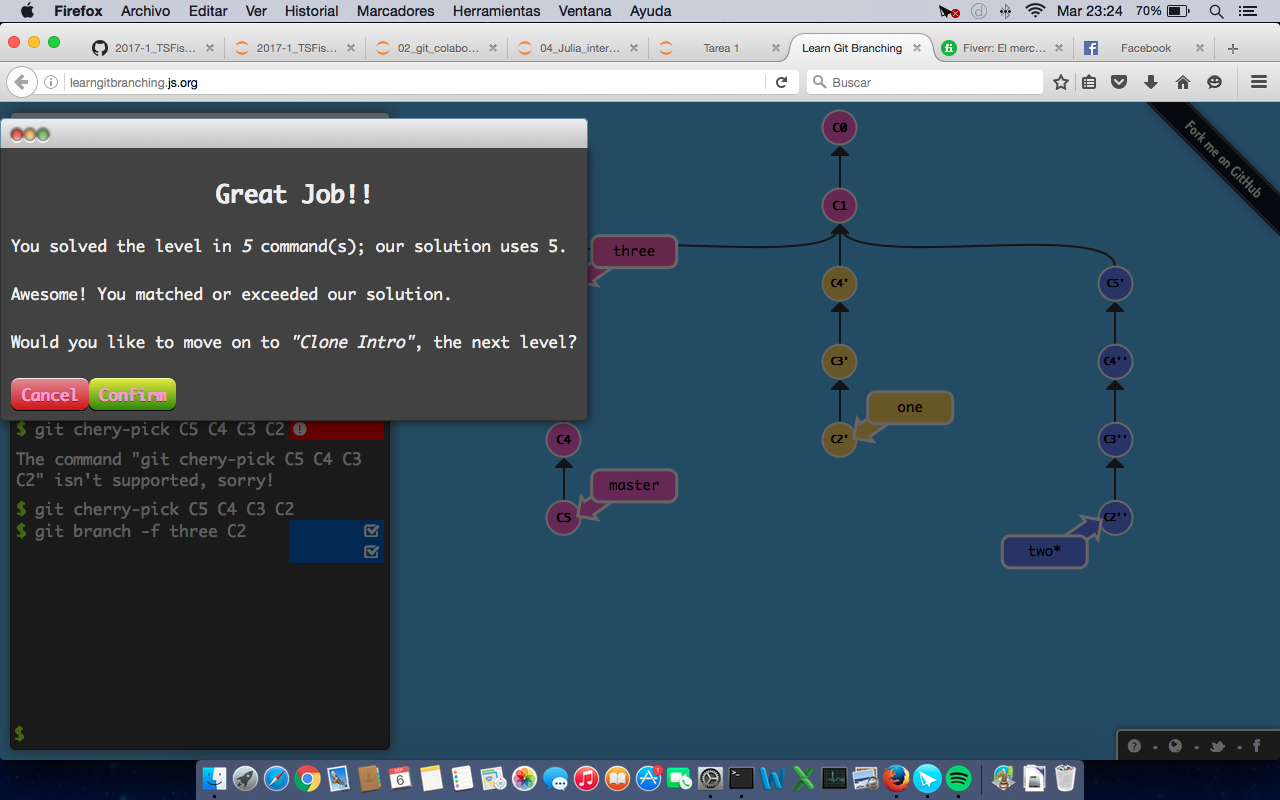 Firefox Archivo Editar Ver Historial Marcadores Herramientas Ventana Ayuda Mar 23:24 70%
2017-1_TSFis... 2017-1_TSFis... 02_git_colabo... 04_Julia_inter... Tarea 1 Learn Git Branching Fiverr: El merc... Facebook
learngitbranching.js.org Buscar
Fork me on GitHub
C0
C1
three
C4' C5'
C3' C4''
one
C4 C2' C3''
master
C5 C2''
two*
Great Job!!
You solved the level in 5 command(s); our solution uses 5.
Awesome! You matched or exceeded our solution.
Would you like to move on to "Clone Intro", the next level?
Cancel Confirm
$ git chery-pick C5 C4 C3 C2
The command "git chery-pick C5 C4 C3
C2" isn't supported, sorry!
$ git cherry-pick C5 C4 C3 C2
$ git branch -f three C2
$